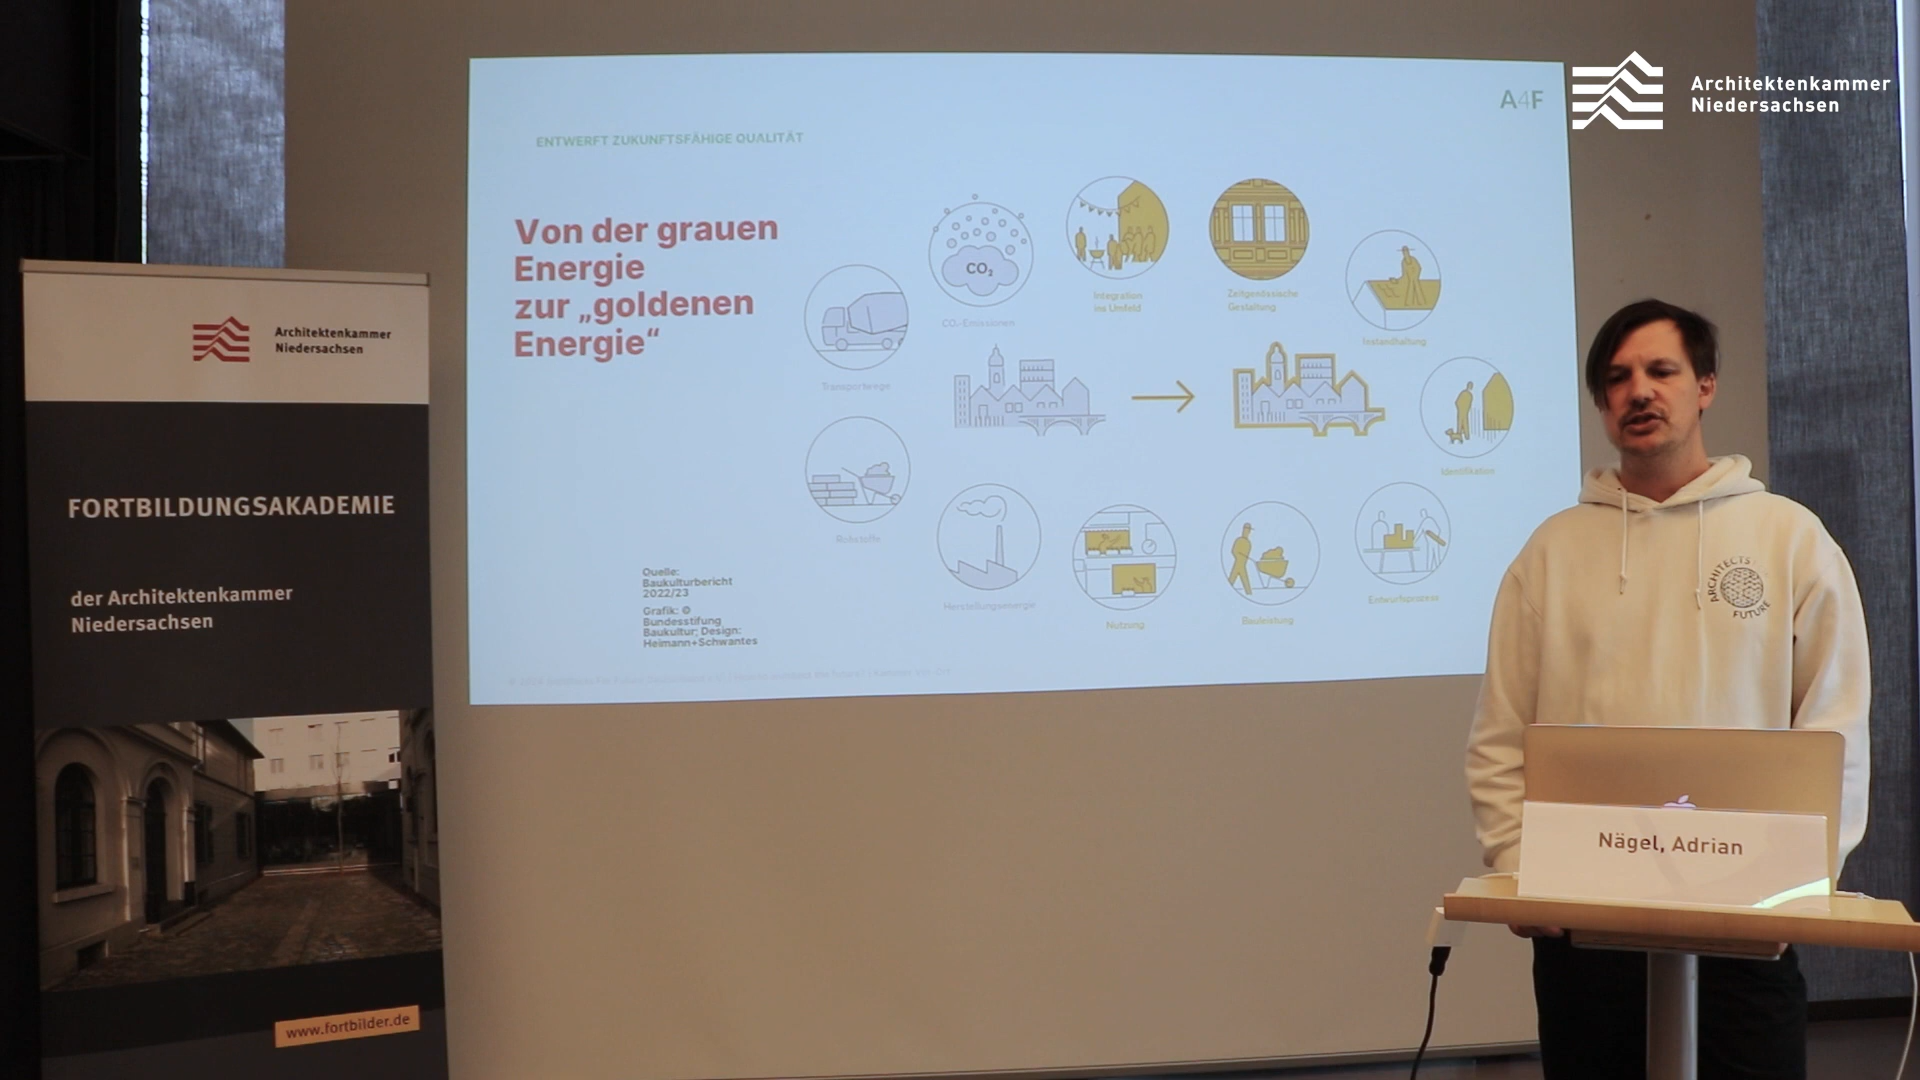 Architektenkammer
Niedersachsen
A4F
ENTWERFT ZUKUNFTSFÄHIGE QUALITÄT
Von der grauen
Energie
zur „goldenen
Energie“
CO₂
CO₂-Emissionen
Integration
ins Umfeld
Zeitgenössische
Gestaltung
Instandhaltung
Transportwege
Identifikation
Rohstoffe
Herstellungsenergie
Nutzung
Bauleistung
Entwurfsprozess
Quelle:
Baukulturbericht
2022/23
Grafik: ©
Bundesstifung
Baukultur; Design:
Heimann+Schwantes
Architektenkammer
Niedersachsen
FORTBILDUNGSAKADEMIE
der Architektenkammer
Niedersachsen
www.fortbilder.de
ARCHITECTS
FUTURE
Nägel, Adrian